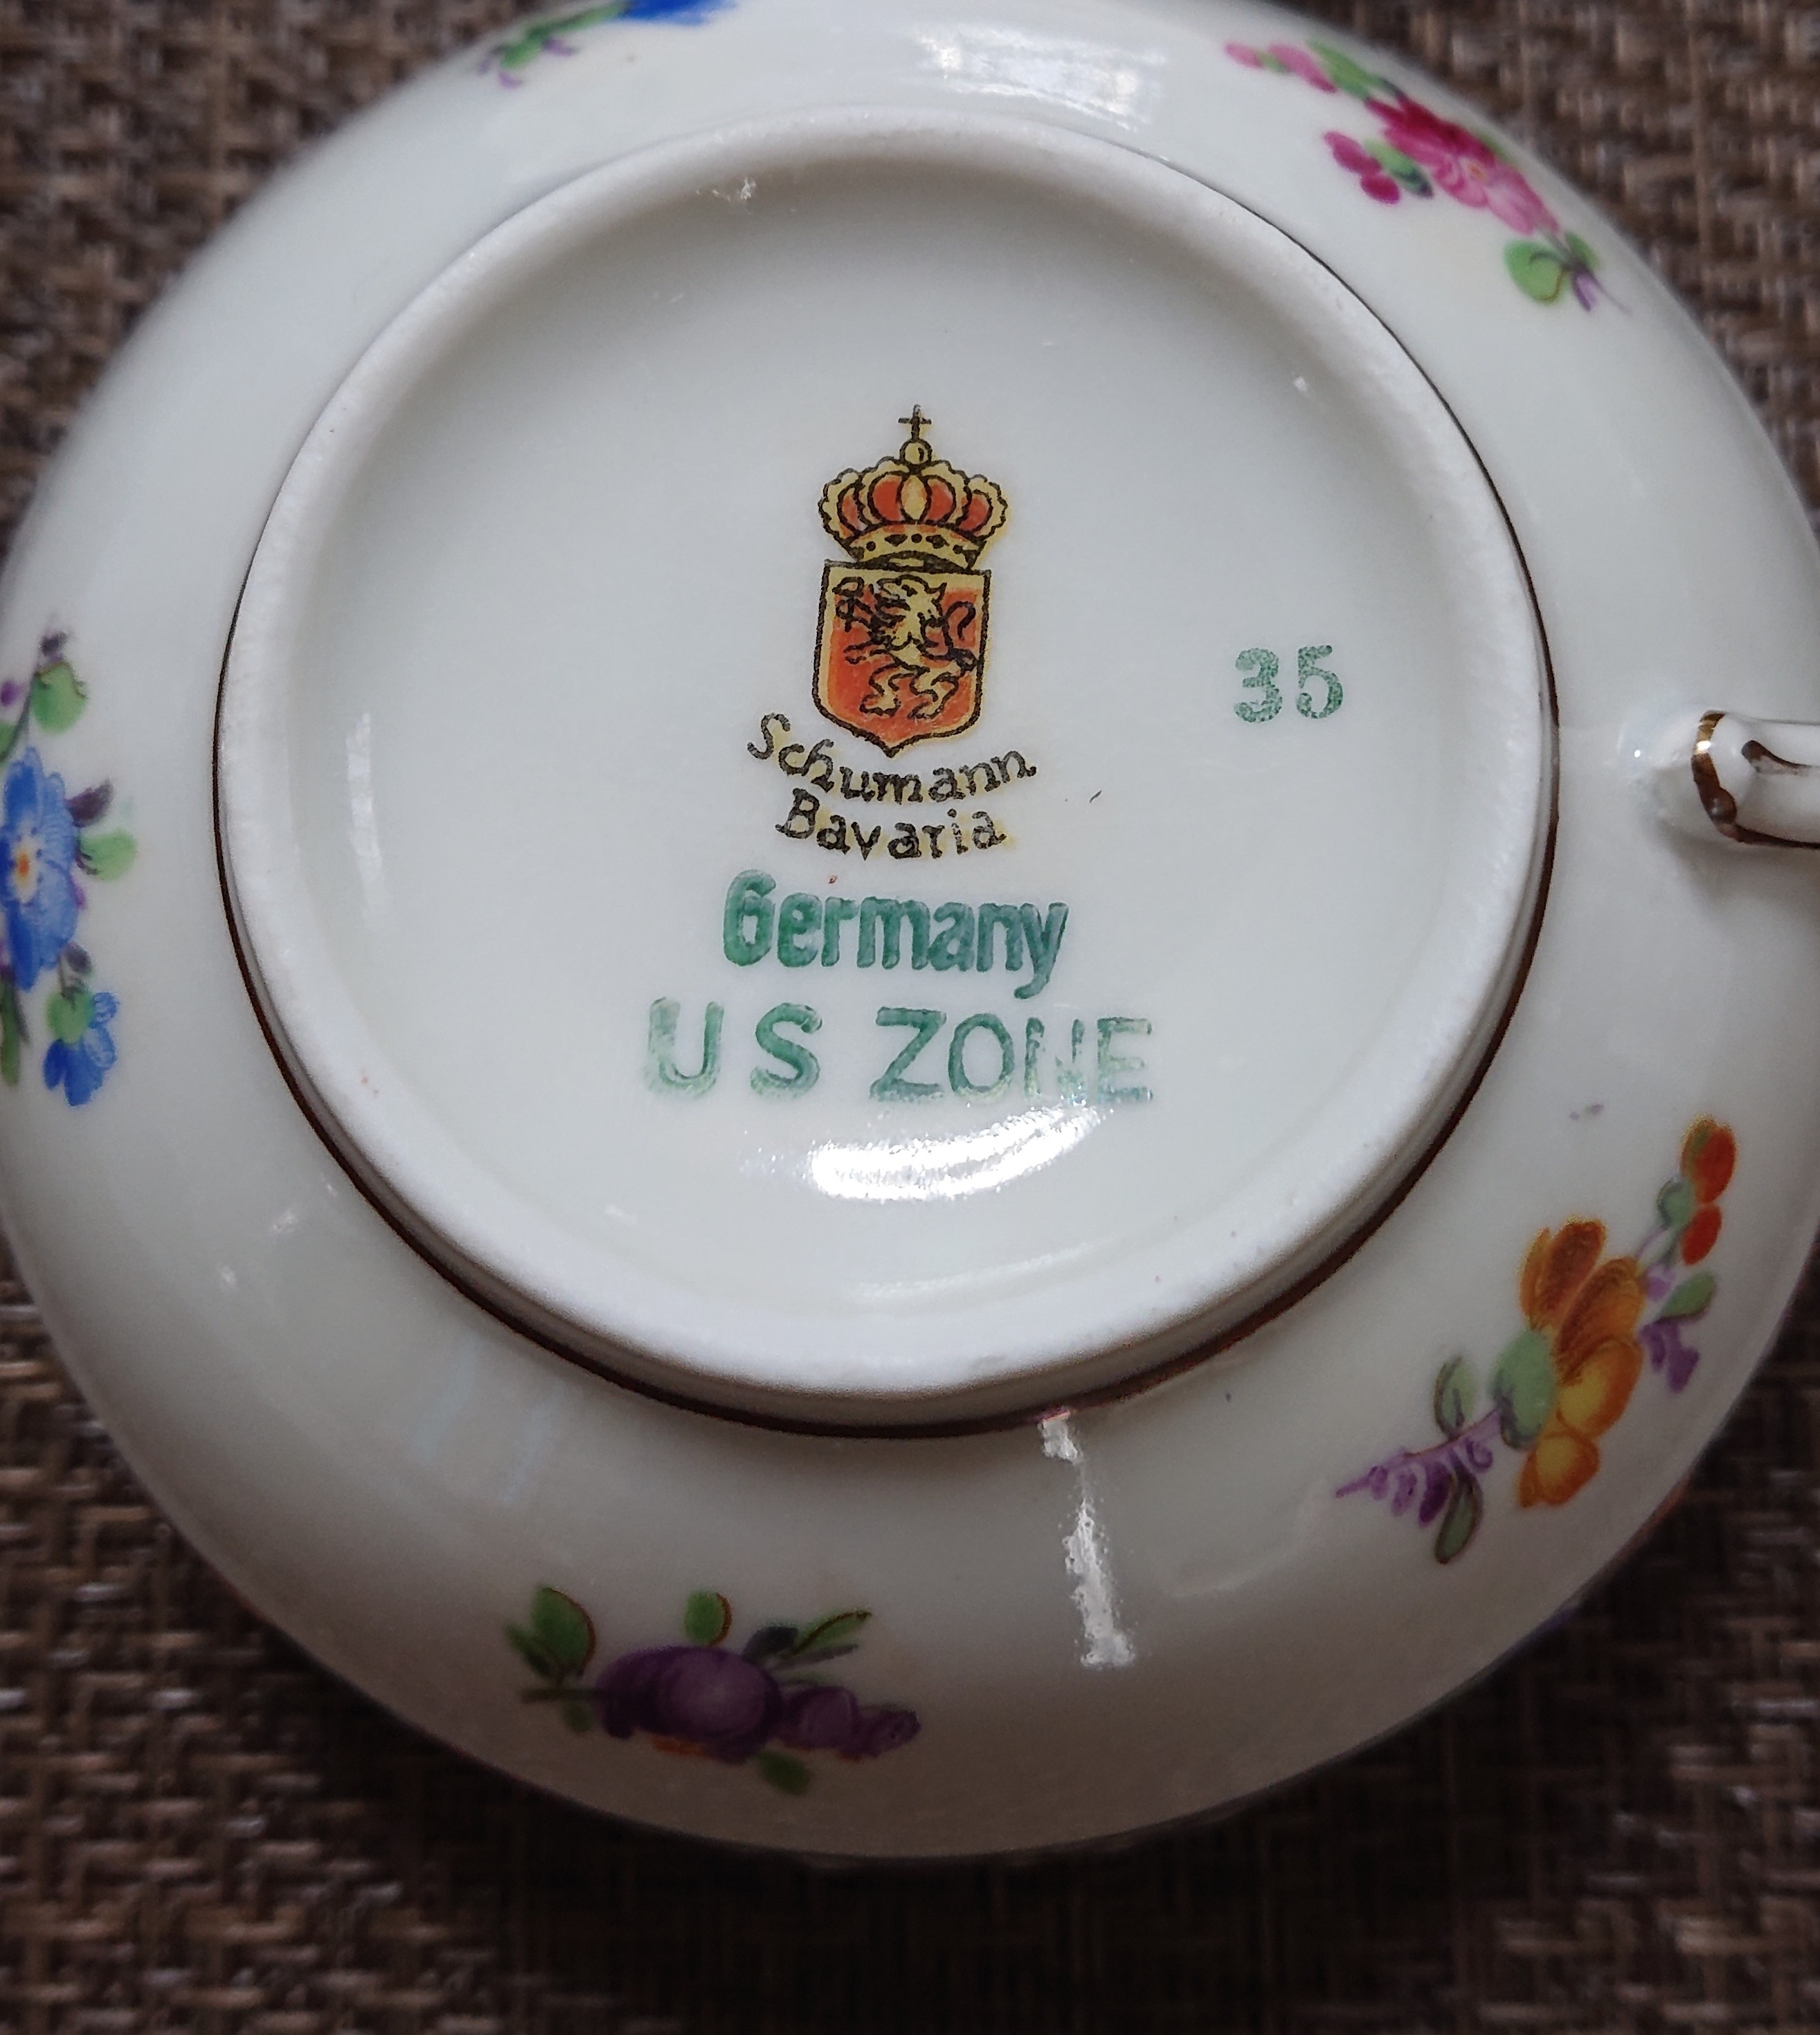 35
Schumann
Bavaria
Germany
US ZONE